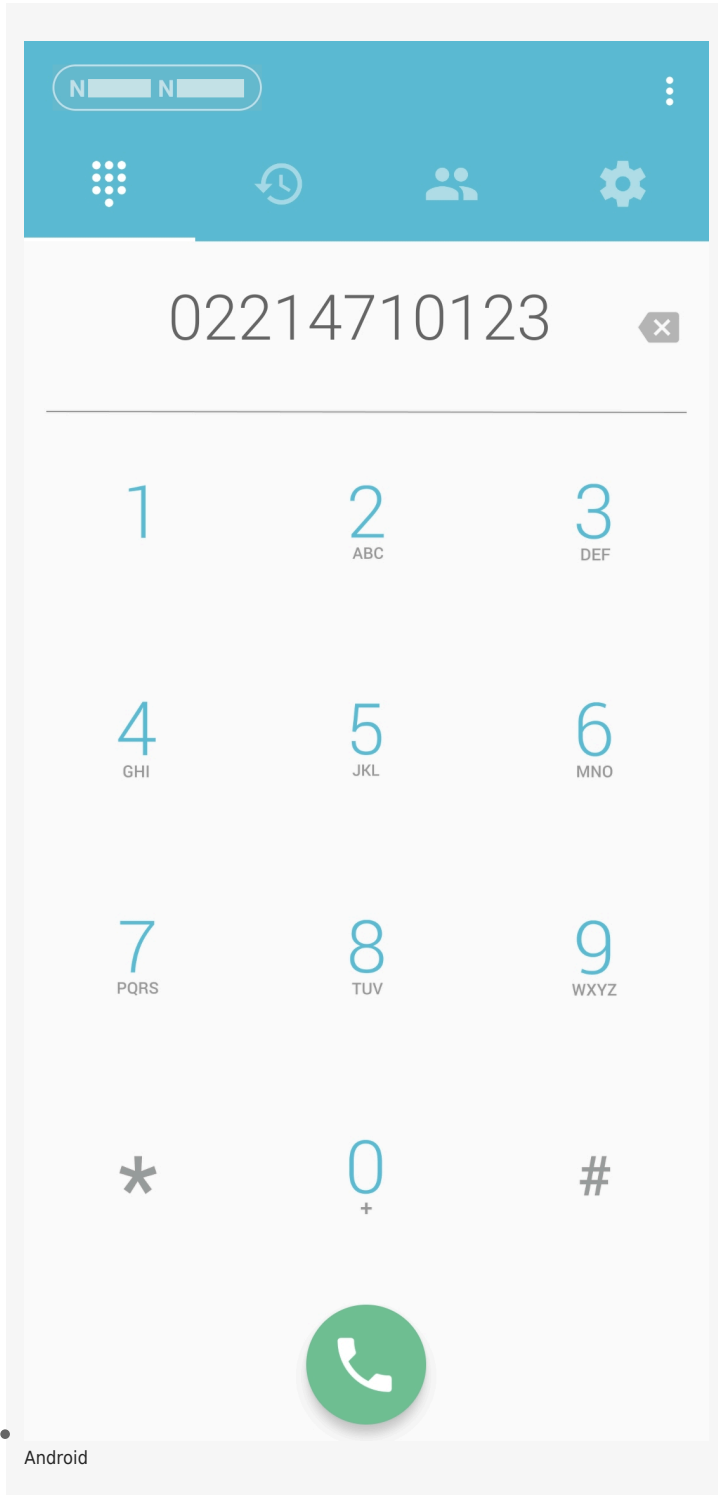 N N
02214710123
1 2 3
ABC DEF
4 5 6
GHI JKL MNO
7 8 9
PQRS TUV WXYZ
* 0 #
+
Android